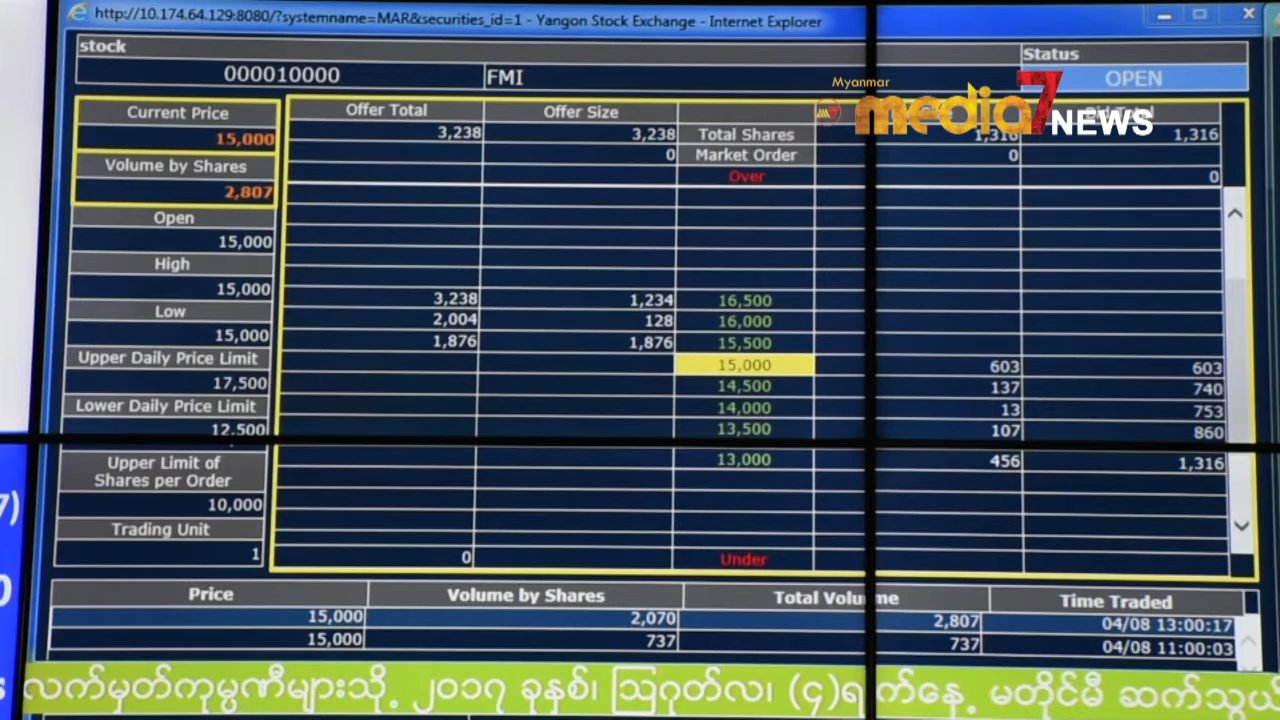 http://10.174.64.129:8080/?systemname=MAR&securities_id=1 - Yangon Stock Exchange - Internet Explorer
stock Status
000010000 FMI OPEN
Myanmar
media7 NEWS
Current Price Offer Total Offer Size
15,000 3,238 3,238 Total Shares 1,316 1,316
Volume by Shares 0 Market Order 0
2,807 Over 0
Open
15,000
High
15,000 3,238 1,234 16,500
Low 2,004 128 16,000
15,000 1,876 1,876 15,500
Upper Daily Price Limit 15,000 603 603
17,500 14,500 137 740
Lower Daily Price Limit 14,000 13 753
12,500 13,500 107 860
Upper Limit of 13,000 456 1,316
Shares per Order
10,000
Trading Unit
1 0 Under
Price Volume by Shares Total Volume Time Traded
15,000 2,070 2,807 04/08 13:00:17
15,000 737 737 04/08 11:00:03
လက်မှတ်ကုမ္ပဏီများသို့ ၂၀၁၇ ခုနှစ်၊ ဩဂုတ်လ၊ (၄)ရက်နေ့ မတိုင်မီ ဆက်သွယ်